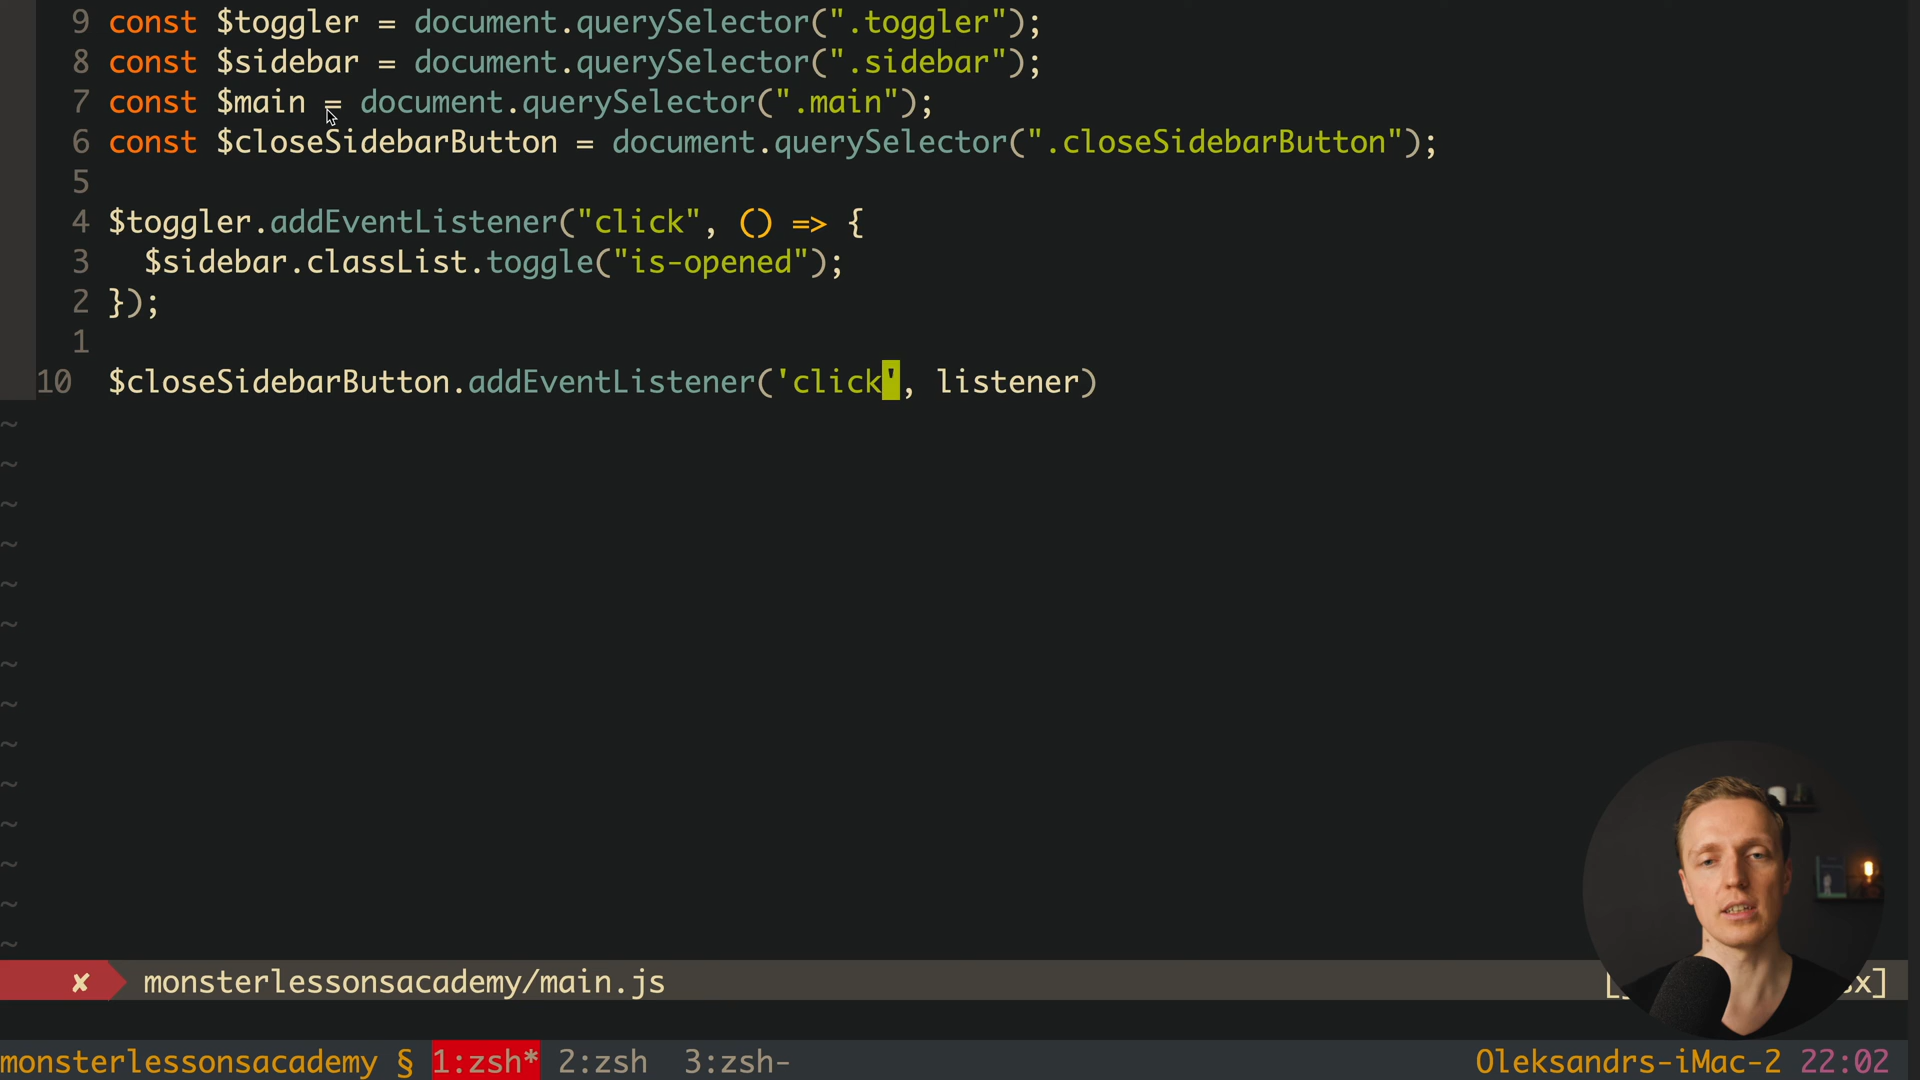 9 const $toggler = document.querySelector(".toggler");
8 const $sidebar = document.querySelector(".sidebar");
7 const $main = document.querySelector(".main");
6 const $closeSidebarButton = document.querySelector(".closeSidebarButton");
5
4 $toggler.addEventListener("click", () => {
3 $sidebar.classList.toggle("is-opened");
2 });
1
10 $closeSidebarButton.addEventListener('click', listener)
~
~
~
~
~
~
~
~
~
~
~
~
~
~
✘ monsterlessonsacademy/main.js
monsterlessonsacademy § 1:zsh* 2:zsh 3:zsh- Oleksandrs-iMac-2 22:02